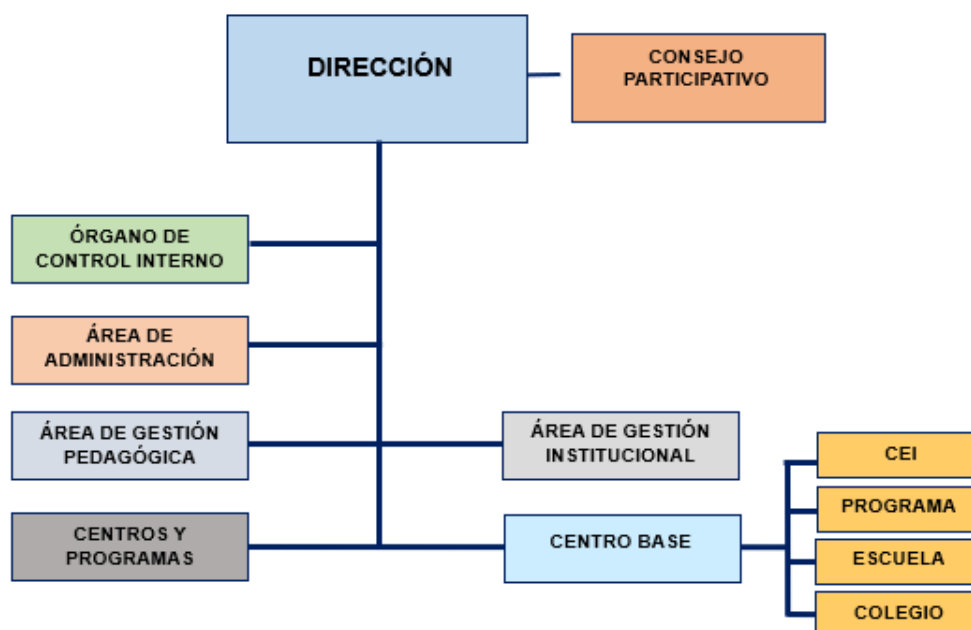 DIRECCIÓN
CONSEJO
PARTICIPATIVO
ÓRGANO DE
CONTROL INTERNO
ÁREA DE
ADMINISTRACIÓN
ÁREA DE GESTIÓN
PEDAGÓGICA
ÁREA DE GESTIÓN
INSTITUCIONAL
CENTROS Y
PROGRAMAS
CENTRO BASE
CEI
PROGRAMA
ESCUELA
COLEGIO